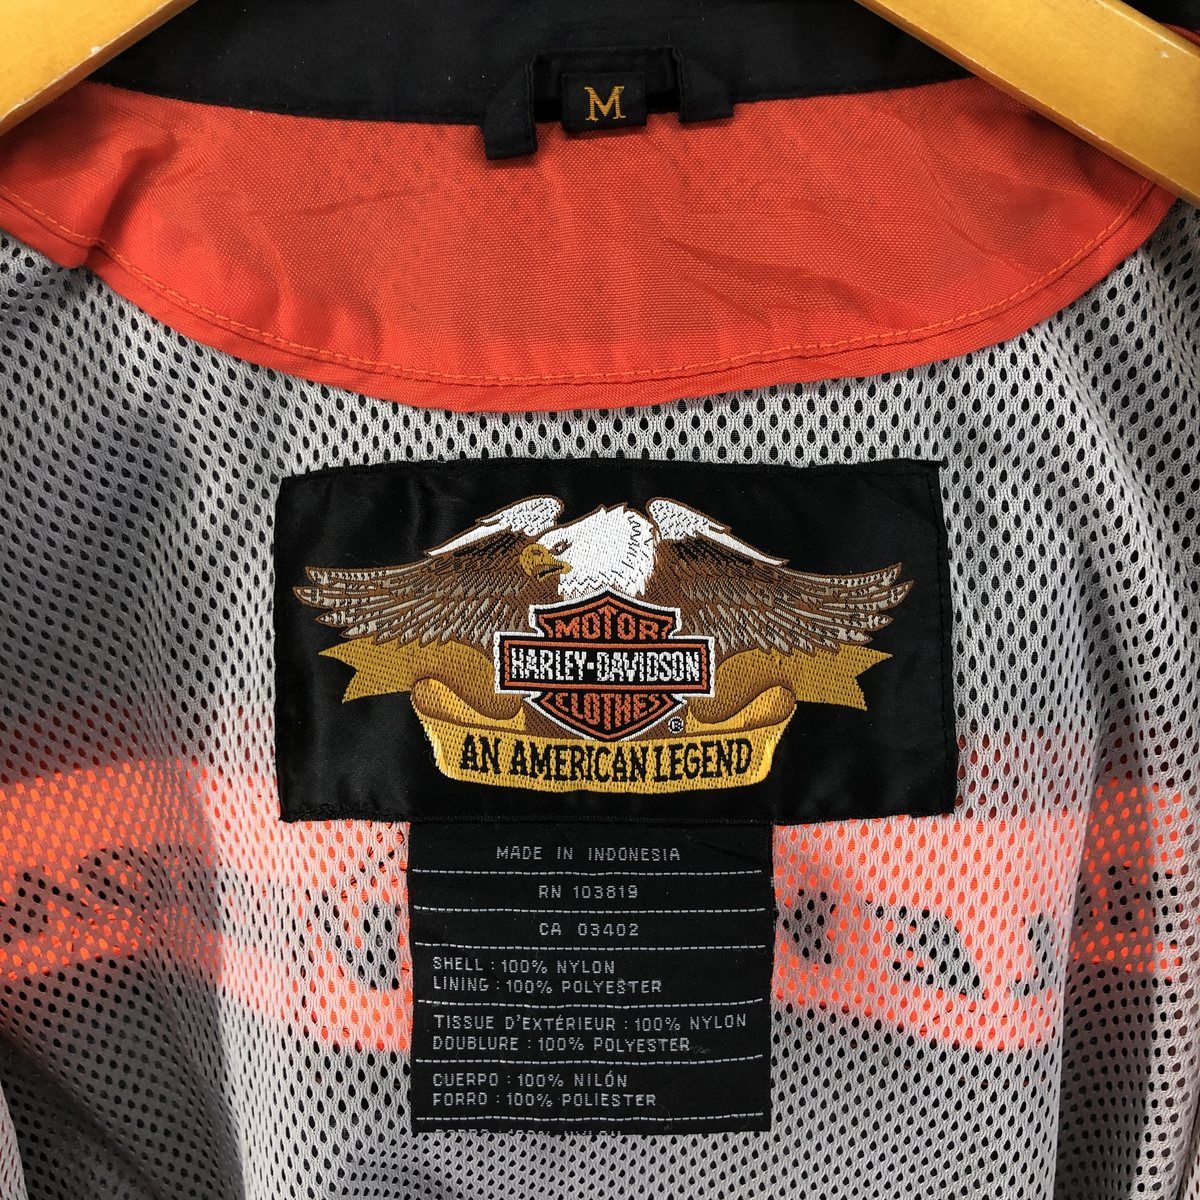 M
MOTOR
HARLEY-DAVIDSON
CLOTHES
®
AN AMERICAN LEGEND
MADE IN INDONESIA
RN 103819
CA 03402
SHELL : 100% NYLON
LINING : 100% POLYESTER
TISSUE D'EXTÉRIEUR : 100% NYLON
DOUBLURE : 100% POLYESTER
CUERPO : 100% NILÓN
FORRO : 100% POLIESTER